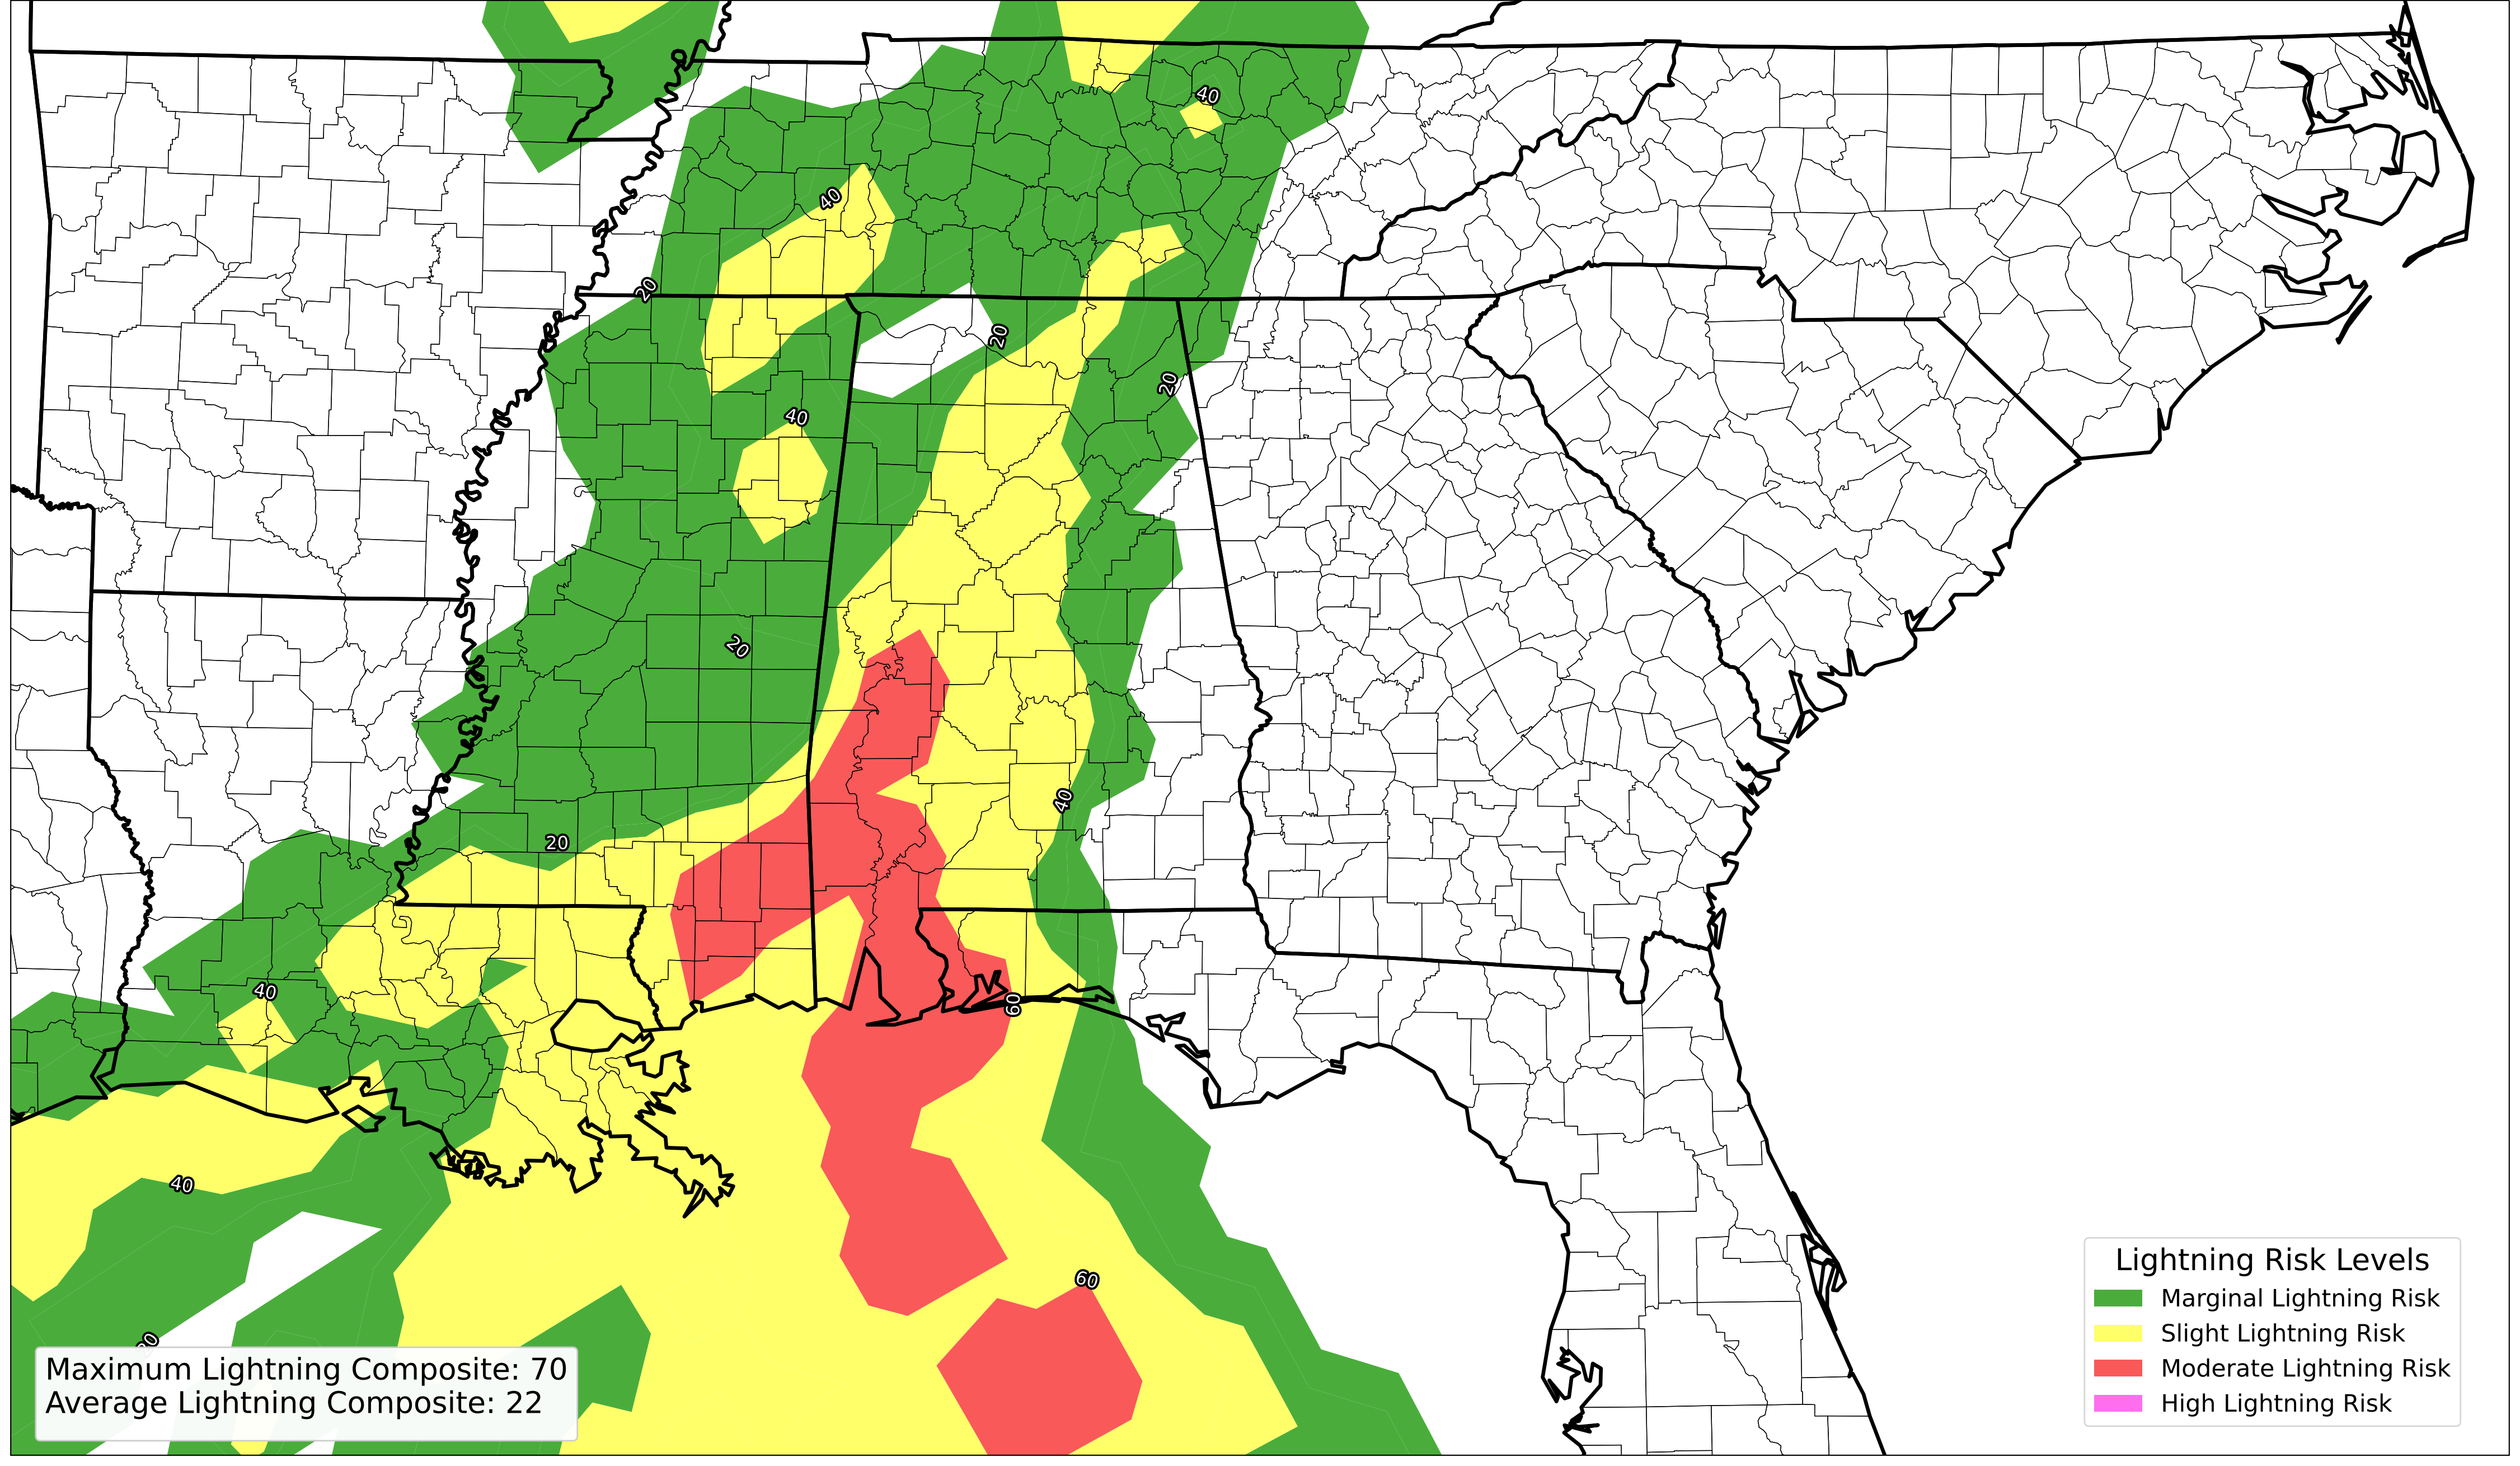 40
40
20
20
20
40
20
40
20
40
60
40
60
Maximum Lightning Composite: 70
Average Lightning Composite: 22
Lightning Risk Levels
Marginal Lightning Risk
Slight Lightning Risk
Moderate Lightning Risk
High Lightning Risk